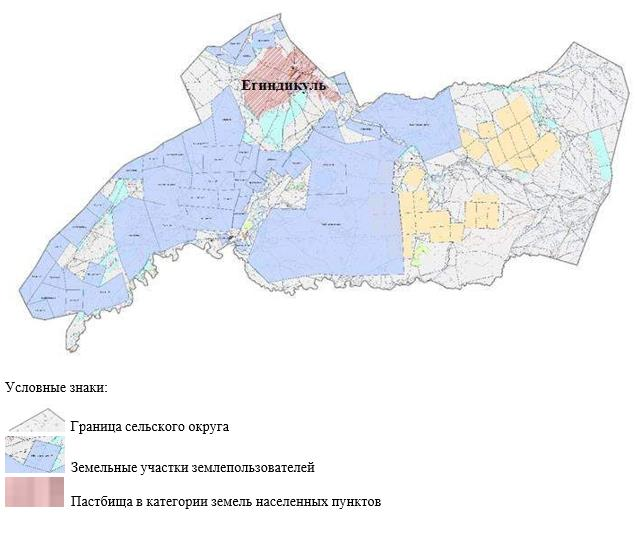 Егиндикуль
Условные знаки:
Граница сельского округа
Земельные участки землепользователей
Пастбища в категории земель населенных пунктов